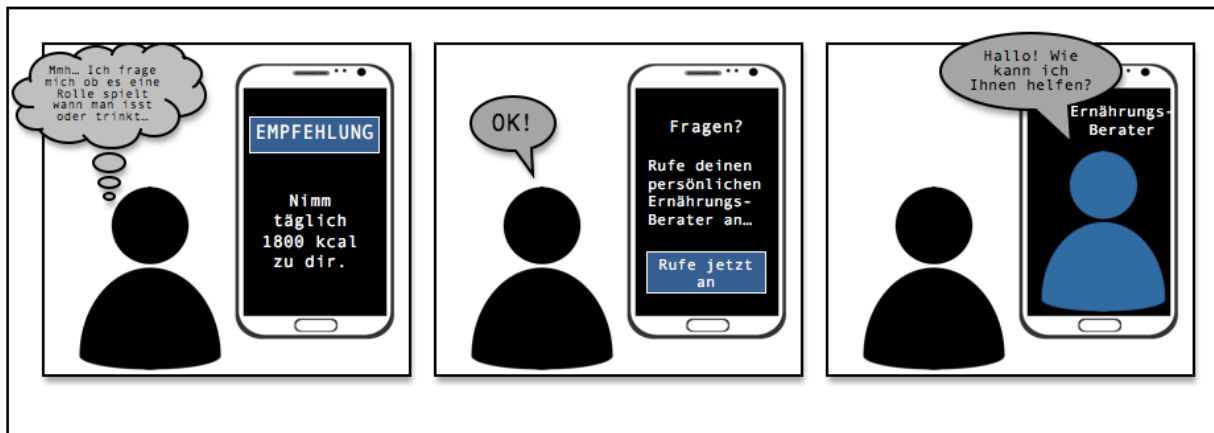 Mmh… Ich frage
mich ob es eine
Rolle spielt
wann man isst
oder trinkt…
EMPFEHLUNG
Nimm
täglich
1800 kcal
zu dir.
OK!
Fragen?
Rufe deinen
persönlichen
Ernährungs-
Berater an…
Rufe jetzt
an
Hallo! Wie
kann ich
Ihnen helfen?
Ernährungs-
Berater